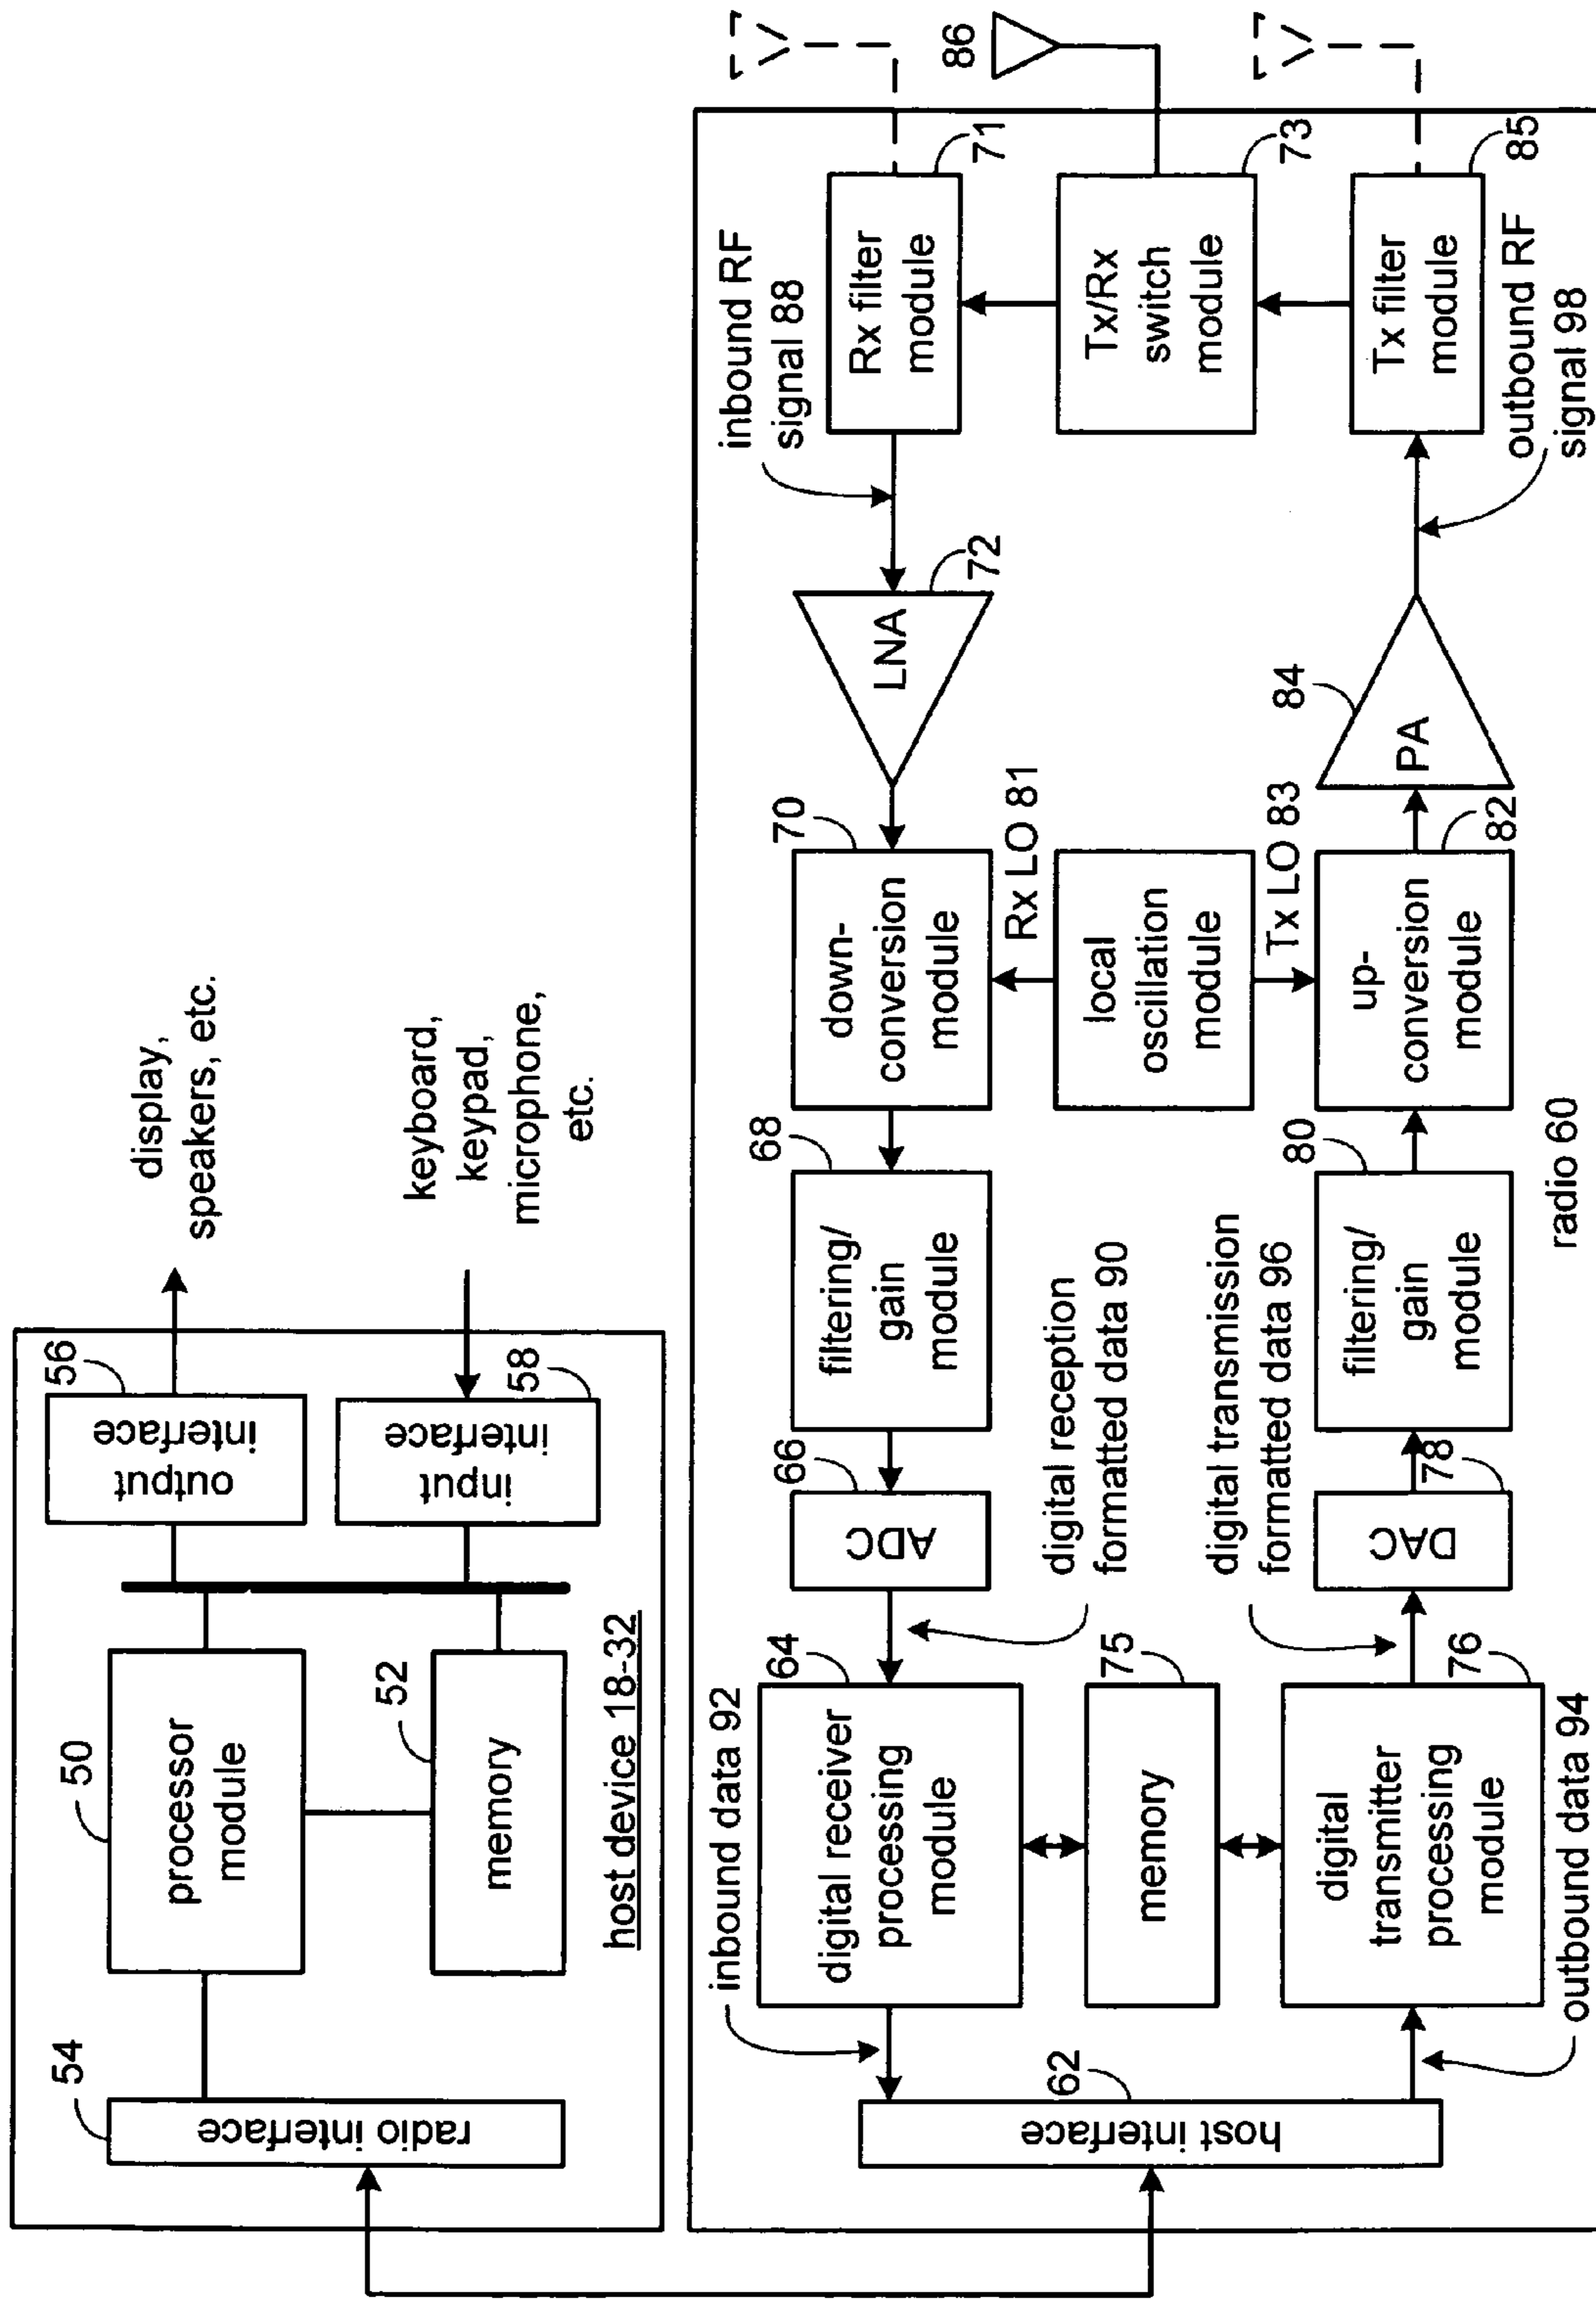 display,
speakers, etc.
keyboard,
keypad,
microphone,
etc.
56
output
interface
58
input
interface
50
processor
module
52
memory
54
radio interface
host device 18-32
86
71
Rx filter
module
inbound RF
signal 88
73
Tx/Rx
switch
module
85
Tx filter
module
outbound RF
signal 98
72
LNA
84
PA
70
down-
conversion
module
Rx LO 81
local
oscillation
module
Tx LO 83
82
up-
conversion
module
68
filtering/
gain
module
80
filtering/
gain
module
radio 60
66
ADC
digital reception
formatted data 90
digital transmission
formatted data 96
78
DAC
64
digital receiver
processing
module
inbound data 92
75
memory
76
digital
transmitter
processing
module
outbound data 94
62
host interface